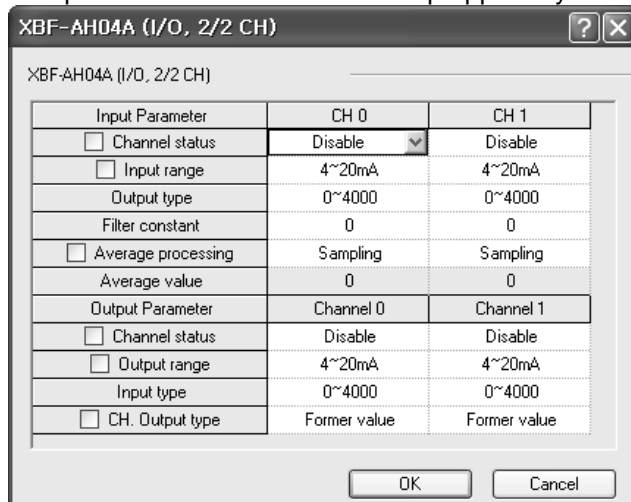 XBF-AH04A (I/O, 2/2 CH)
XBF-AH04A (I/O, 2/2 CH)
Input Parameter CH 0 CH 1
Channel status Disable Disable
Input range 4~20mA 4~20mA
Output type 0~4000 0~4000
Filter constant 0 0
Average processing Sampling Sampling
Average value 0 0
Output Parameter Channel 0 Channel 1
Channel status Disable Disable
Output range 4~20mA 4~20mA
Input type 0~4000 0~4000
CH. Output type Former value Former value
OK Cancel